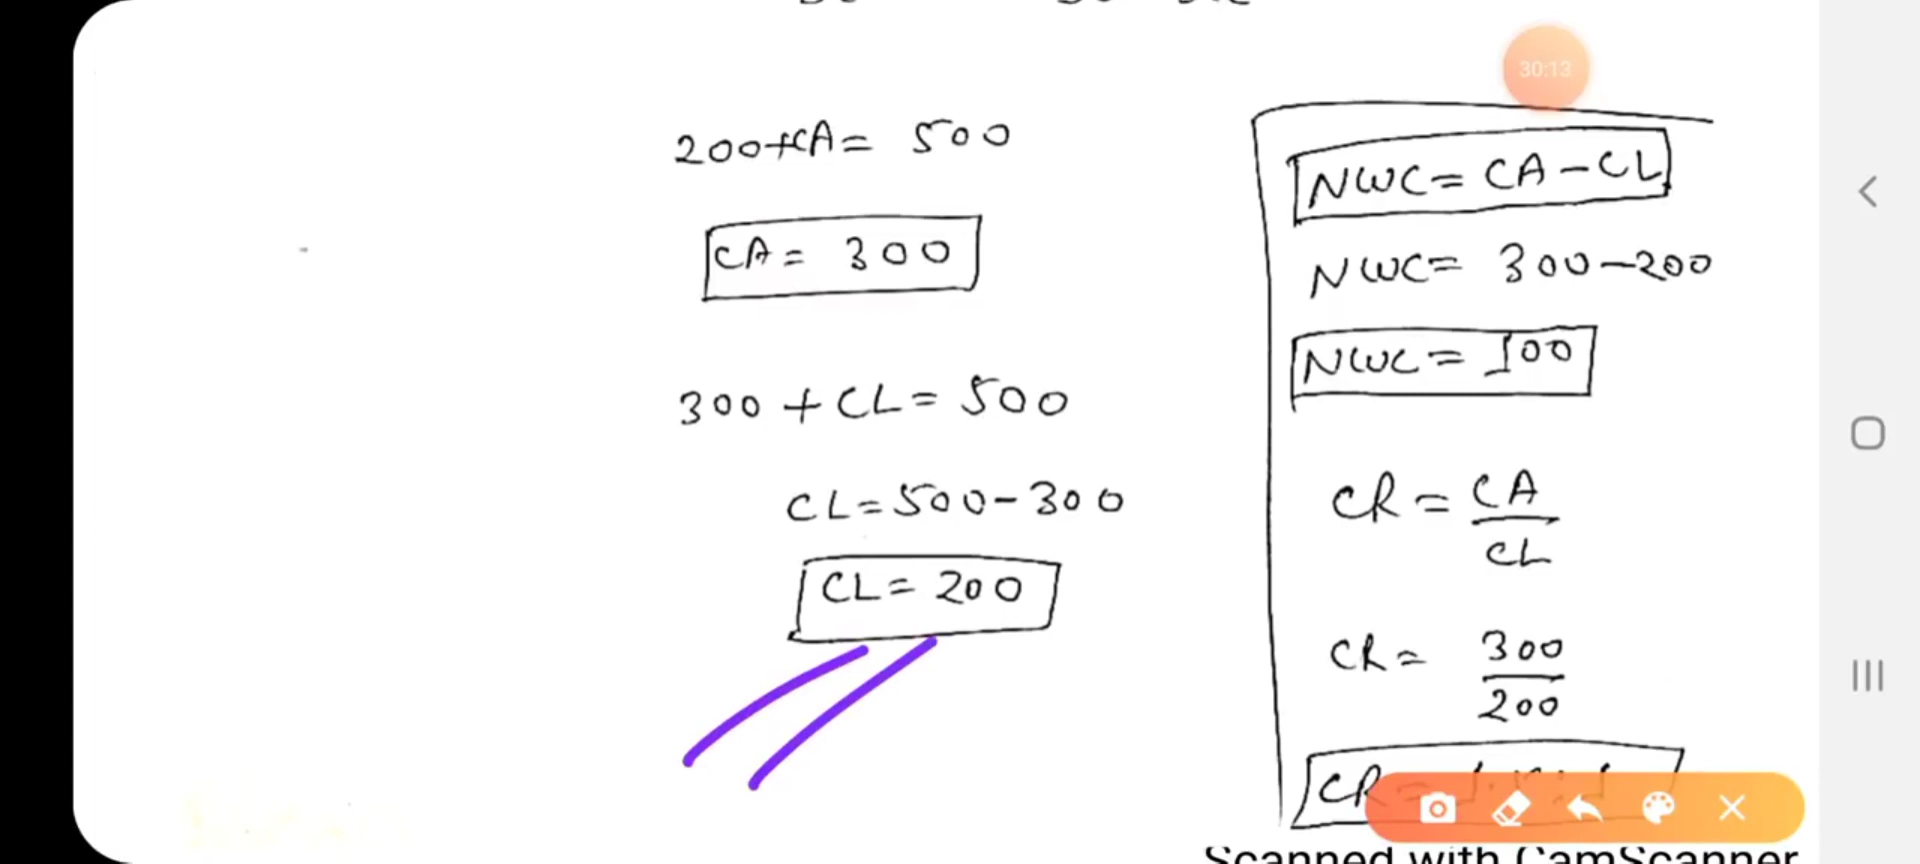 200+CA= 500
CA= 300
300 + CL= 500
CL=500-300
CL= 200
30:13
NWC= CA-CL
NWC= 300-200
NWC= 100
CR = CA
CL
CR= 300
200
CR=
Scanned with CamScanner